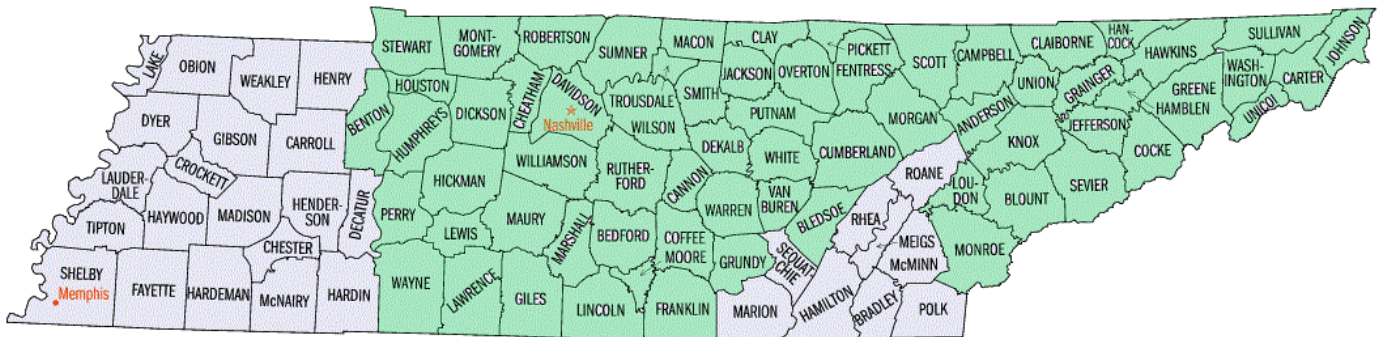 LAKE
OBION
WEAKLEY
HENRY
STEWART
MONT-
GOMERY
ROBERTSON
SUMNER
MACON
CLAY
PICKETT
FENTRESS
SCOTT
CAMPBELL
CLAIBORNE
HAN-
COCK
HAWKINS
SULLIVAN
JOHNSON
DYER
GIBSON
CARROLL
BENTON
HOUSTON
HUMPHREYS
DICKSON
CHEATHAM
DAVIDSON
Nashville
TROUSDALE
WILSON
SMITH
JACKSON
OVERTON
PUTNAM
MORGAN
ANDERSON
UNION
GRAINGER
HAMBLEN
GREENE
WASH-
INGTON
CARTER
UNICOI
LAUDER-
DALE
CROCKETT
TIPTON
HAYWOOD
MADISON
HENDER-
SON
DECATUR
PERRY
HICKMAN
WILLIAMSON
RUTHER-
FORD
CANNON
DEKALB
WHITE
CUMBERLAND
ROANE
KNOX
JEFFERSON
COCKE
SEVIER
BLOUNT
LOU-
DON
CHESTER
LEWIS
MAURY
MARSHALL
BEDFORD
COFFEE
MOORE
WARREN
VAN
BUREN
BLEDSOE
RHEA
MEIGS
McMINN
MONROE
SHELBY
Memphis
FAYETTE
HARDEMAN
McNAIRY
HARDIN
WAYNE
LAWRENCE
GILES
LINCOLN
FRANKLIN
GRUNDY
SEQUAT
CHIE
MARION
HAMILTON
BRADLEY
POLK